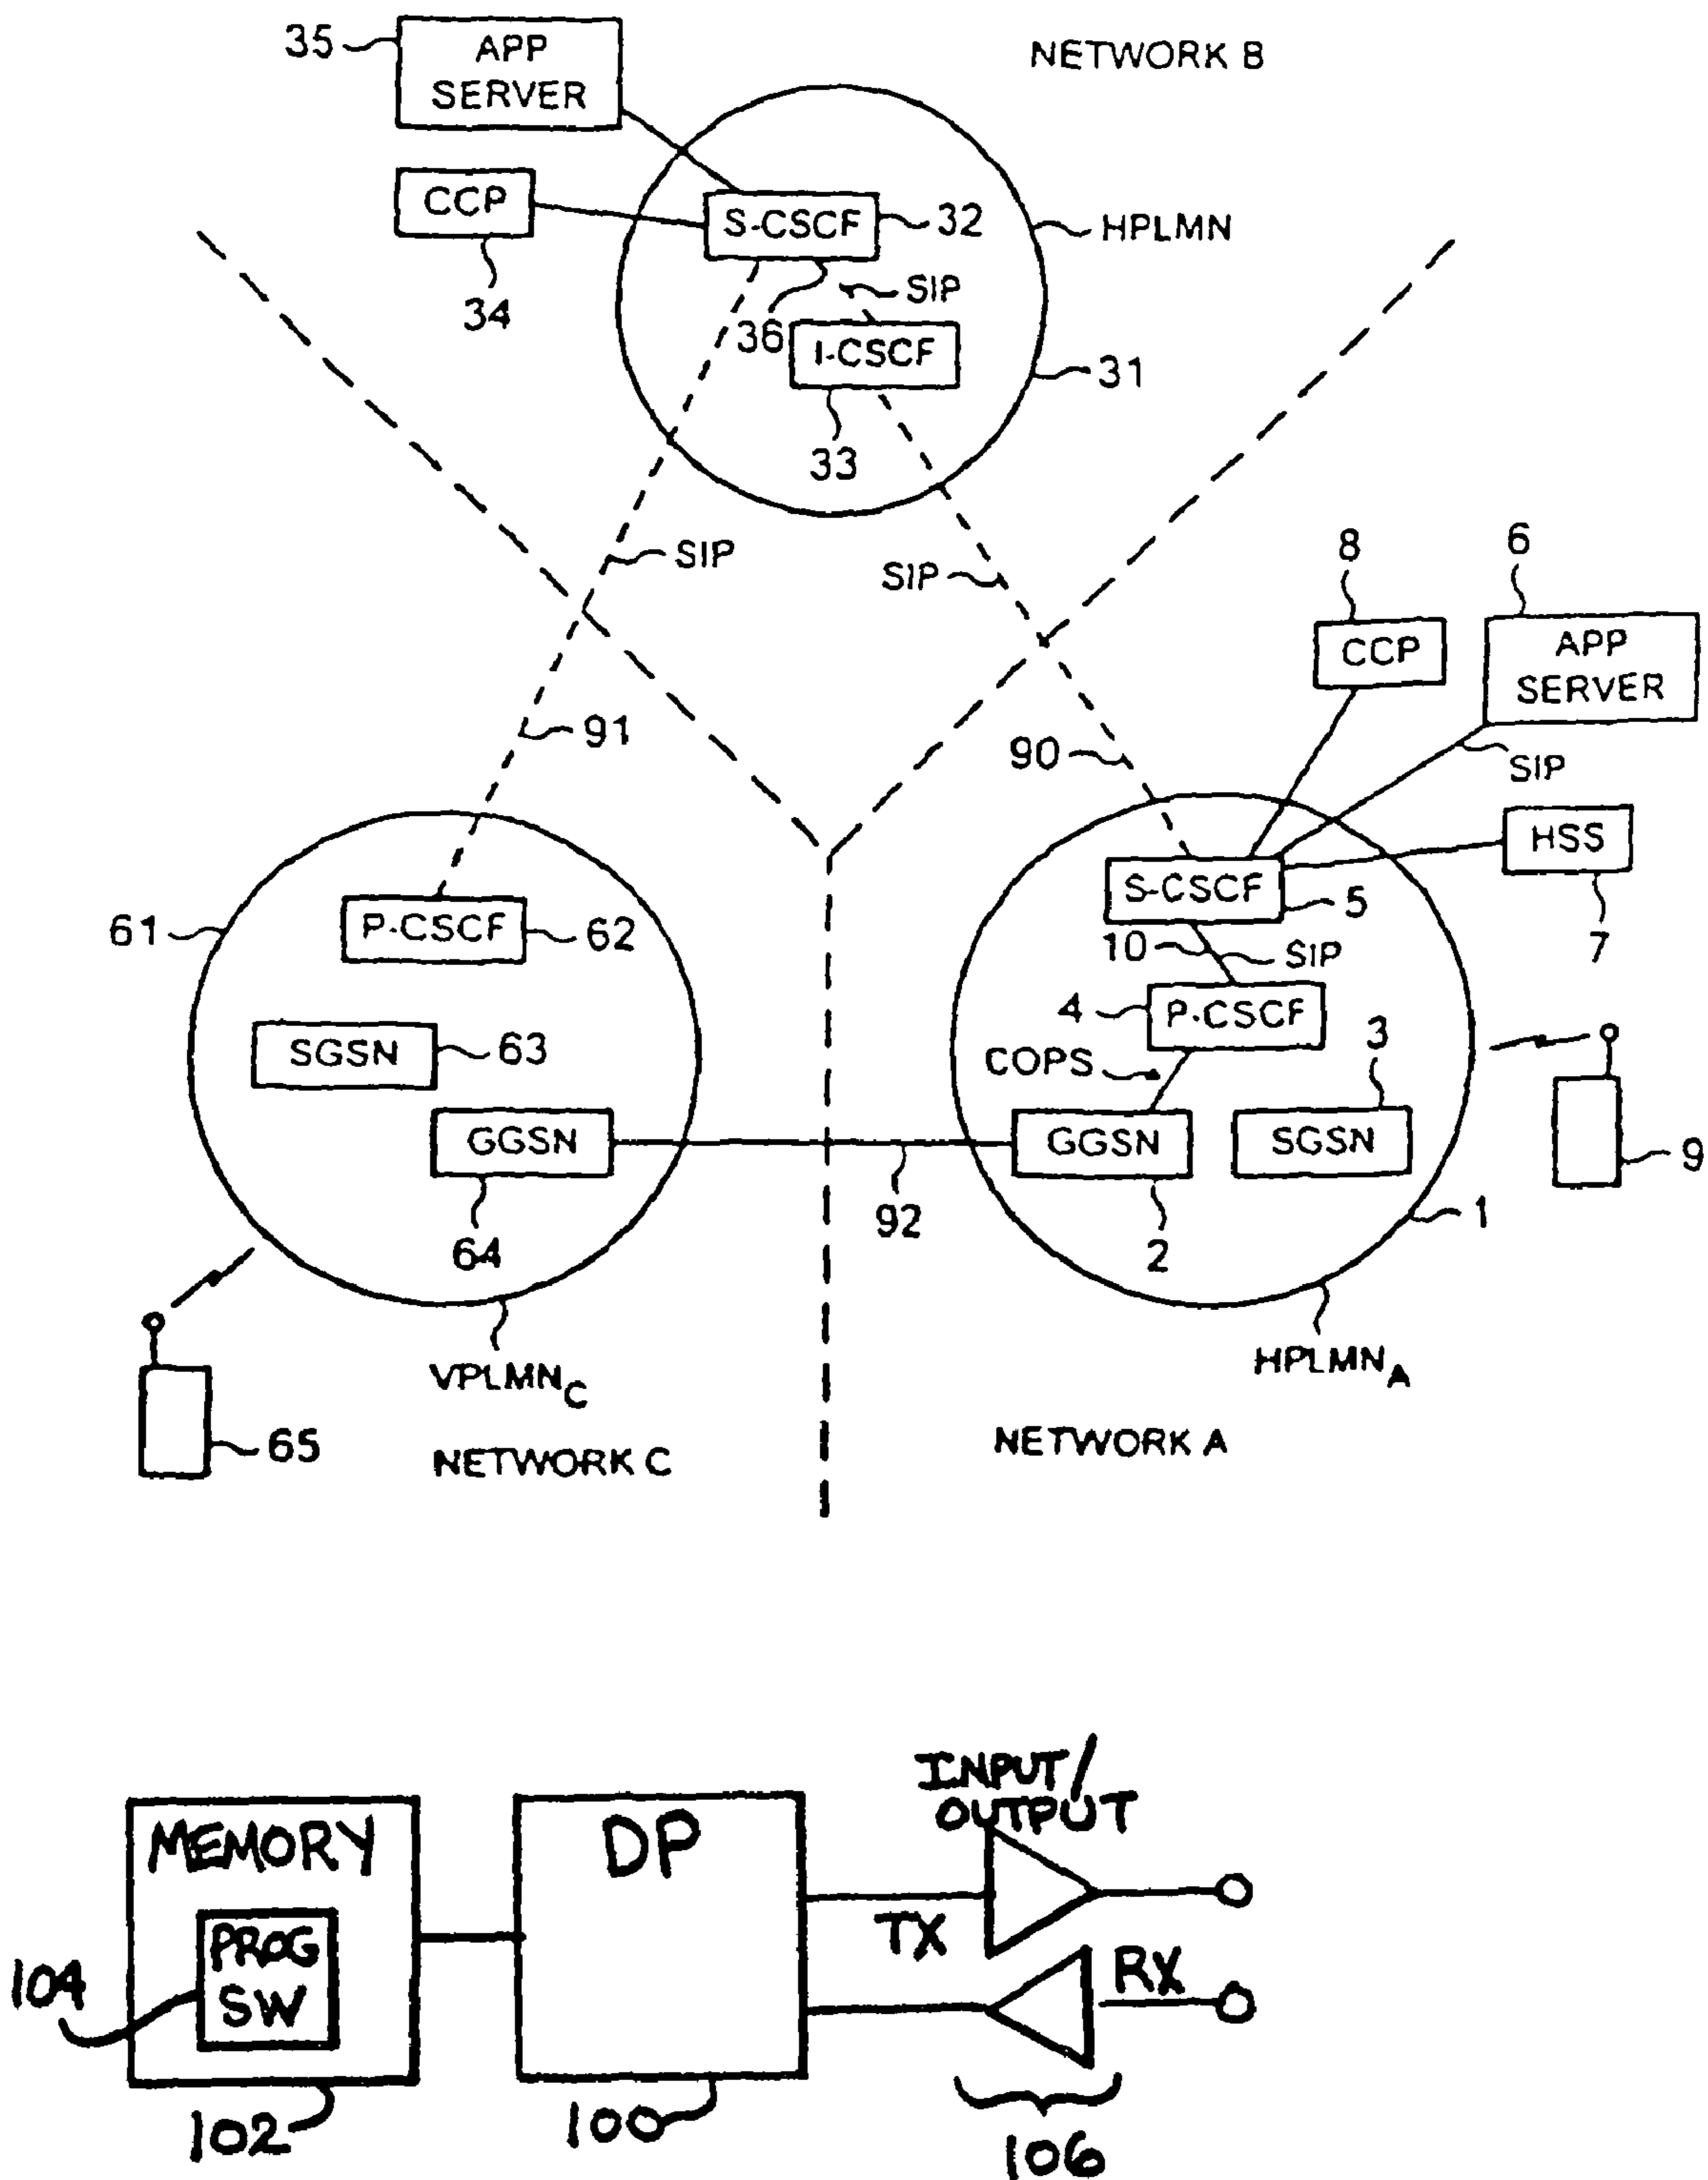 35
APP
SERVER
NETWORK B
CCP
34
S-CSCF
32
HPLMN
36
SIP
I-CSCF
33
31
SIP
SIP
8
6
CCP
APP
SERVER
91
90
SIP
HSS
7
S-CSCF
5
10
SIP
61
P-CSCF
62
4
P-CSCF
3
SGSN
63
COPS
GGSN
64
GGSN
2
SGSN
92
9
1
VPLMNC
HPLMNA
65
NETWORK C
NETWORK A
INPUT/
OUTPUT
MEMORY
DP
PROG
SW
TX
RX
104
102
100
106